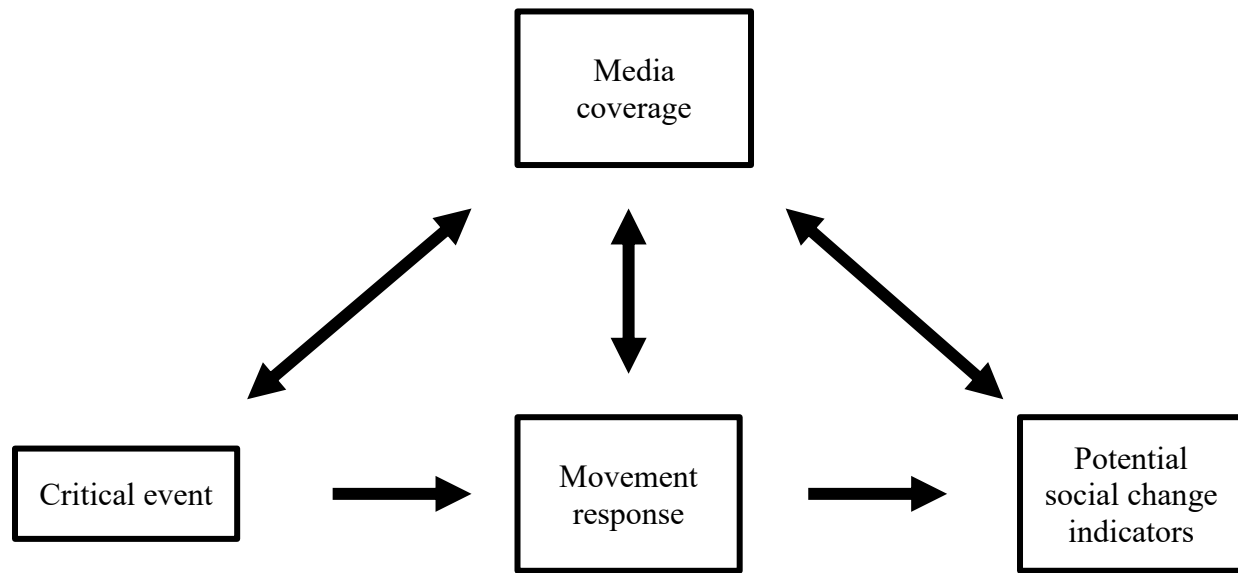 Media
coverage
Critical event
Movement
response
Potential
social change
indicators